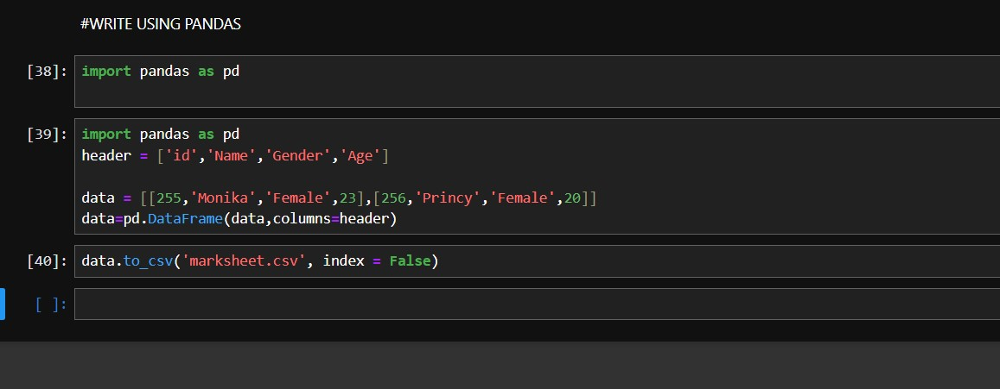 #WRITE USING PANDAS
[38]: import pandas as pd
[39]: import pandas as pd
header = ['id','Name','Gender','Age']
data = [[255,'Monika','Female',23],[256,'Princy','Female',20]]
data=pd.DataFrame(data,columns=header)
[40]: data.to_csv('marksheet.csv', index = False)
[ ]: